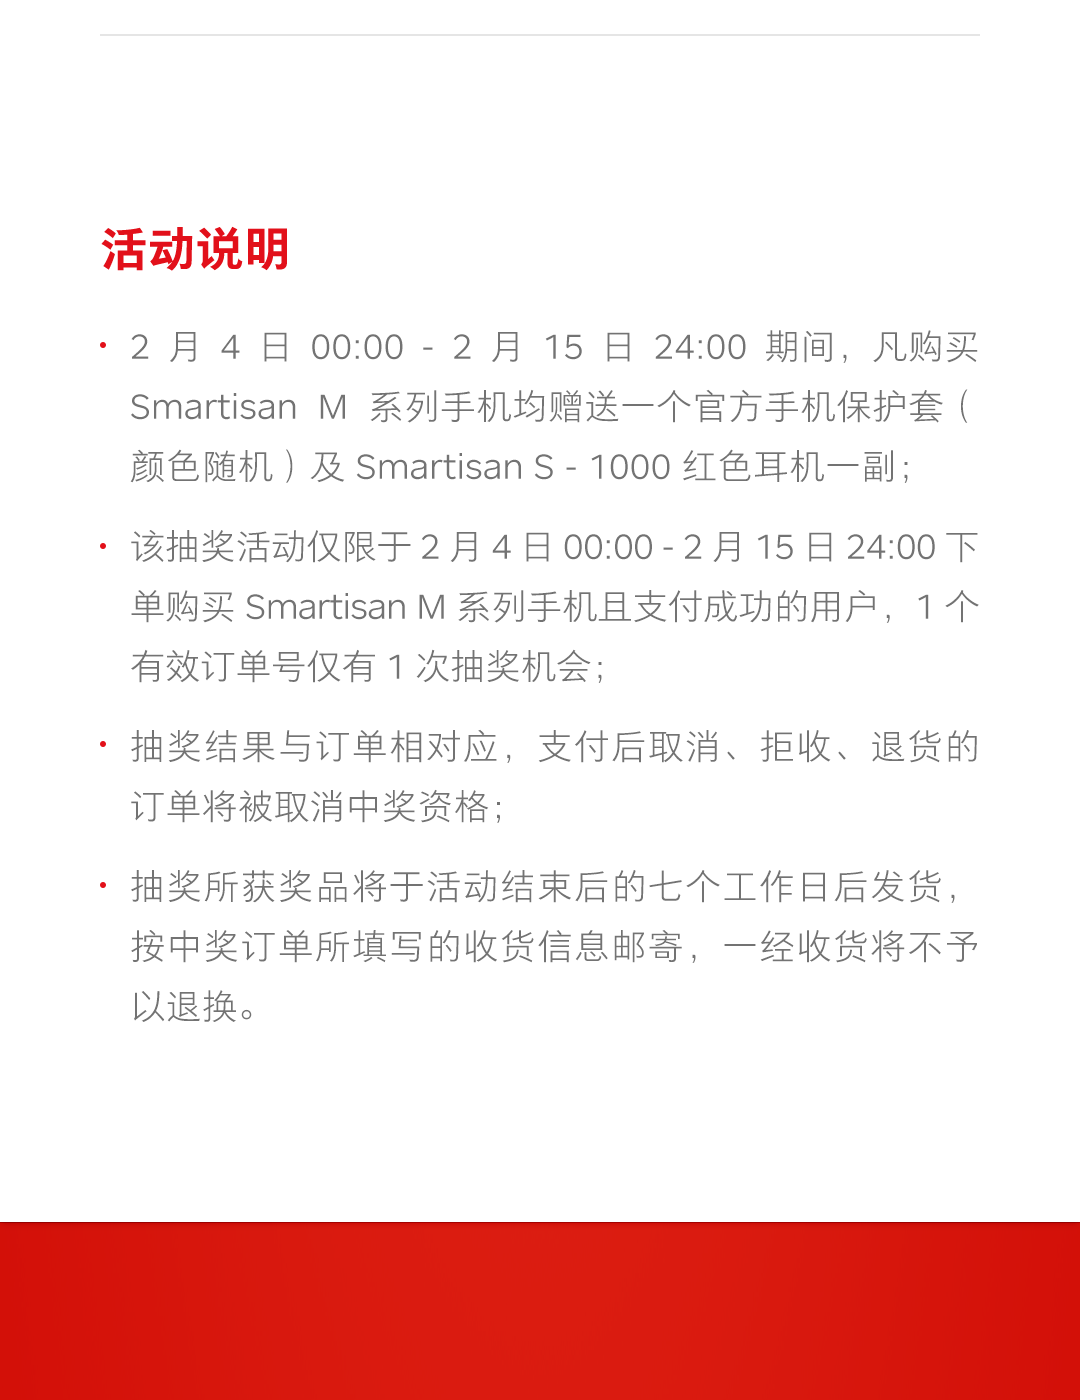 活动说明
• 2 月 4 日 00:00 - 2 月 15 日 24:00 期间，凡购买
Smartisan M 系列手机均赠送一个官方手机保护套（
颜色随机）及 Smartisan S - 1000 红色耳机一副；
• 该抽奖活动仅限于 2 月 4 日 00:00 - 2 月 15 日 24:00 下
单购买 Smartisan M 系列手机且支付成功的用户，1 个
有效订单号仅有 1 次抽奖机会；
• 抽奖结果与订单相对应，支付后取消、拒收、退货的
订单将被取消中奖资格；
• 抽奖所获奖品将于活动结束后的七个工作日后发货，
按中奖订单所填写的收货信息邮寄，一经收货将不予
以退换。